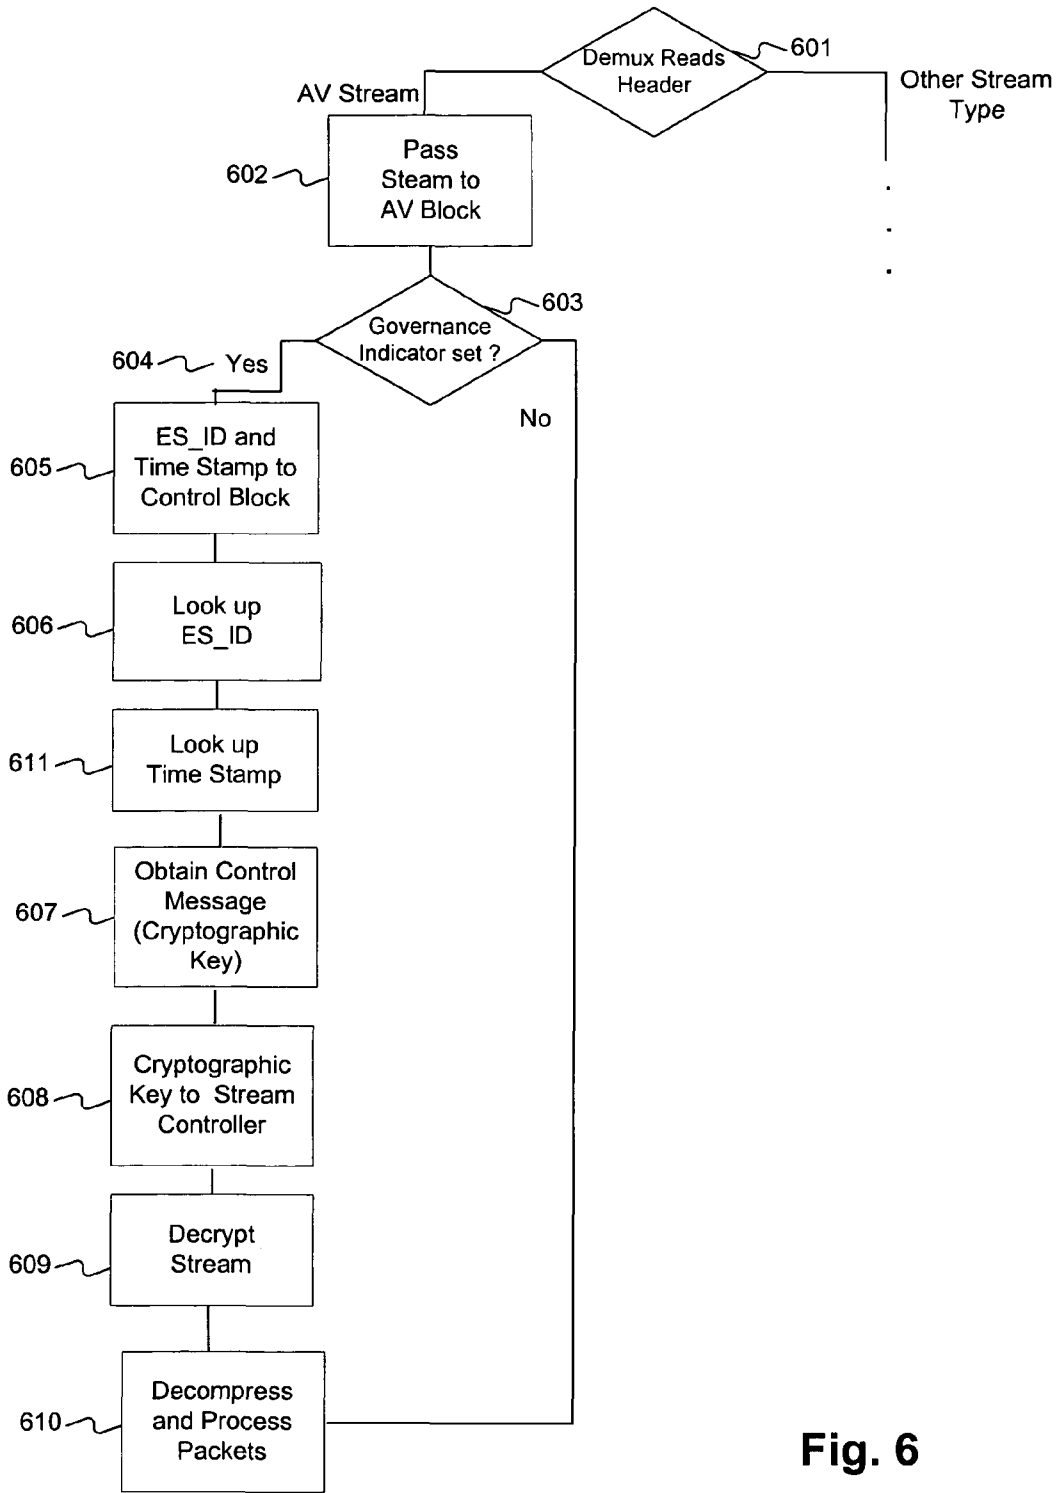 601
Demux Reads
Header
AV Stream
Other Stream
Type
602
Pass
Steam to
AV Block
603
Governance
Indicator set ?
604
Yes
No
605
ES_ID and
Time Stamp to
Control Block
606
Look up
ES_ID
611
Look up
Time Stamp
607
Obtain Control
Message
(Cryptographic
Key)
608
Cryptographic
Key to Stream
Controller
609
Decrypt
Stream
610
Decompress
and Process
Packets
Fig. 6